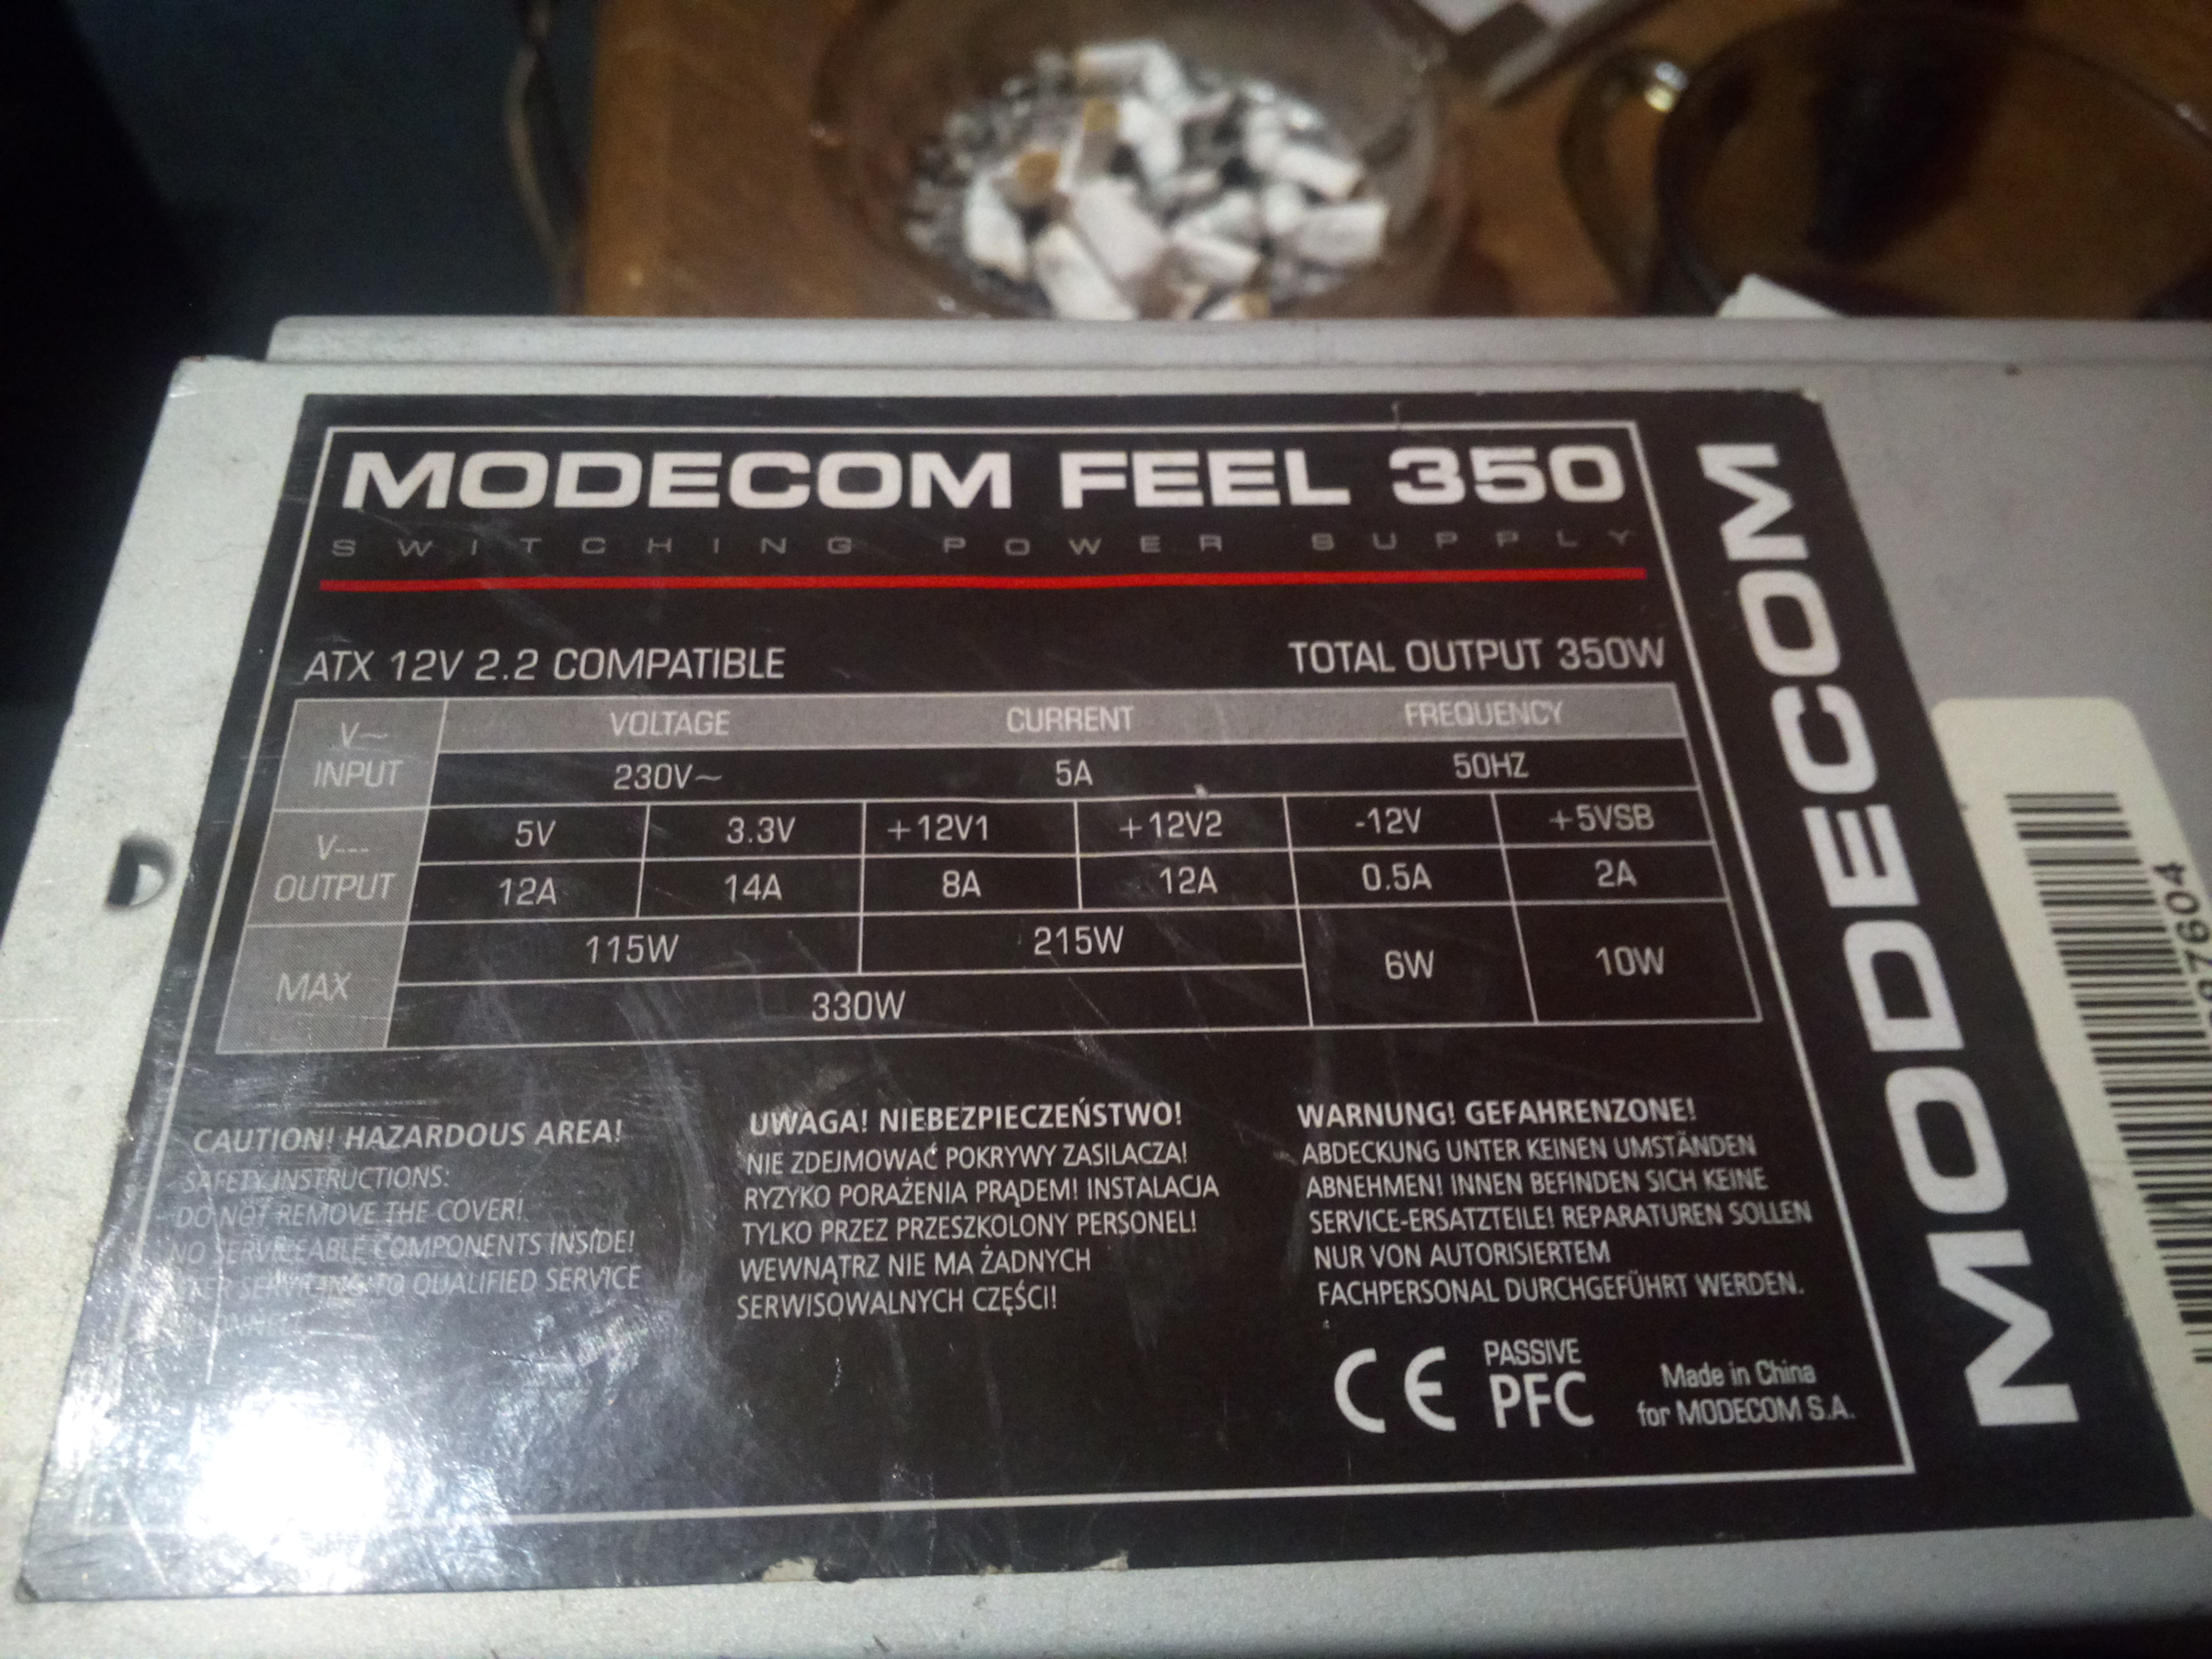 MODECOM FEEL 350
SWITCHING POWER SUPPLY
ATX 12V 2.2 COMPATIBLE TOTAL OUTPUT 350W
V~ INPUT VOLTAGE CURRENT FREQUENCY
230V~ 5A 50HZ
V--- OUTPUT 5V 3.3V +12V1 +12V2 -12V +5VSB
12A 14A 8A 12A 0.5A 2A
MAX 115W 215W 6W 10W
330W
CAUTION! HAZARDOUS AREA!
SAFETY INSTRUCTIONS:
DO NOT REMOVE THE COVER!
NO SERVICEABLE COMPONENTS INSIDE!
SERVICING TO QUALIFIED SERVICE
UWAGA! NIEBEZPIECZEŃSTWO!
NIE ZDEJMOWAĆ POKRYWY ZASILACZA!
RYZYKO PORAŻENIA PRĄDEM! INSTALACJA
TYLKO PRZEZ PRZESZKOLONY PERSONEL!
WEWNĄTRZ NIE MA ŻADNYCH
SERWISOWALNYCH CZĘŚCI!
WARNUNG! GEFAHRENZONE!
ABDECKUNG UNTER KEINEN UMSTÄNDEN
ABNEHMEN! INNEN BEFINDEN SICH KEINE
SERVICE-ERSATZTEILE! REPARATUREN SOLLEN
NUR VON AUTORISIERTEM
FACHPERSONAL DURCHGEFÜHRT WERDEN.
CE
PASSIVE
PFC
Made in China
for MODECOM S.A.
MODECOM